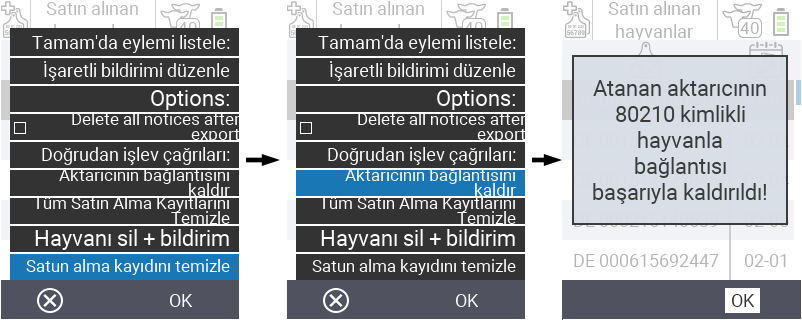 Satın alınan
40
Tamam'da eylemi listele:
İşaretli bildirimi düzenle
Options:
Delete all notices after
export
Doğrudan işlev çağrıları:
Aktarıcının bağlantısını
kaldır
Tüm Satın Alma Kayıtlarını
Temizle
Hayvanı sil + bildirim
Satun alma kayıdını temizle
OK
Satın alınan
40
Tamam'da eylemi listele:
İşaretli bildirimi düzenle
Options:
Delete all notices after
export
Doğrudan işlev çağrıları:
Aktarıcının bağlantısını
kaldır
Tüm Satın Alma Kayıtlarını
Temizle
Hayvanı sil + bildirim
Satun alma kayıdını temizle
OK
Satın alınan
hayvanlar
40
Atanan aktarıcının
80210 kimlikli
hayvanla
bağlantısı
başarıyla kaldırıldı!
DE 000615692447 02-01
OK